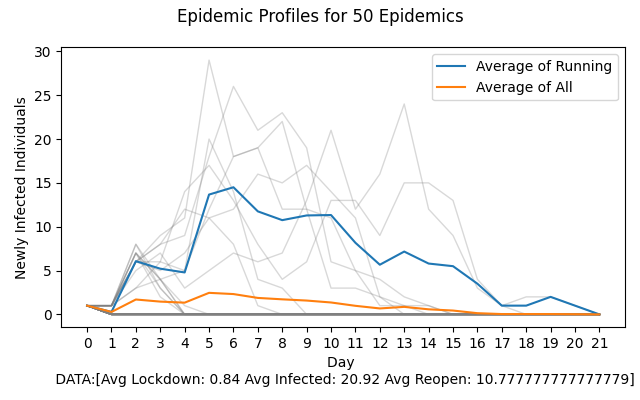 Epidemic Profiles for 50 Epidemics
30
25
20
15
10
5
0
Newly Infected Individuals
Average of Running
Average of All
0 1 2 3 4 5 6 7 8 9 10 11 12 13 14 15 16 17 18 19 20 21
Day
DATA:[Avg Lockdown: 0.84 Avg Infected: 20.92 Avg Reopen: 10.777777777777779]